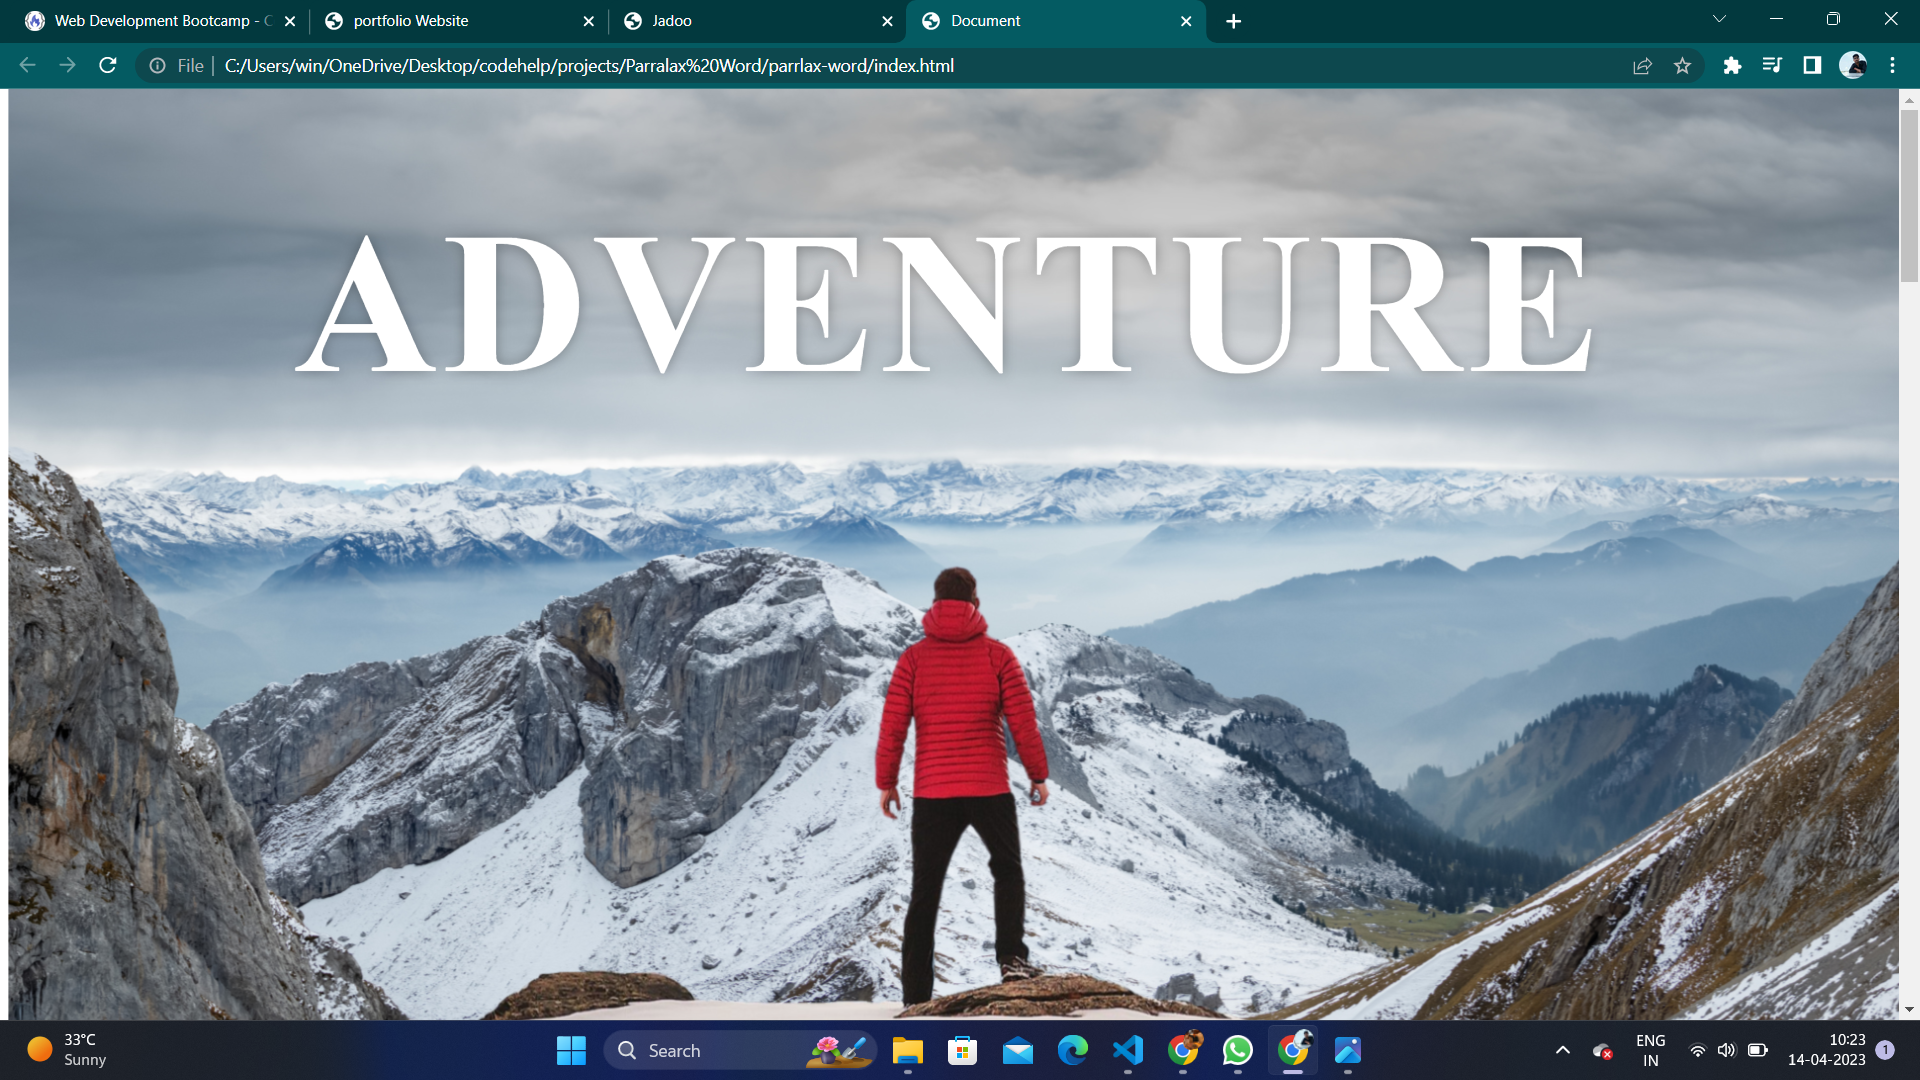 Web Development Bootcamp - C
portfolio Website
Jadoo
Document
File
C:/Users/win/OneDrive/Desktop/codehelp/projects/Parralax%20Word/parrlax-word/index.html
ADVENTURE
33°C
Sunny
Search
ENG
IN
10:23
14-04-2023
1